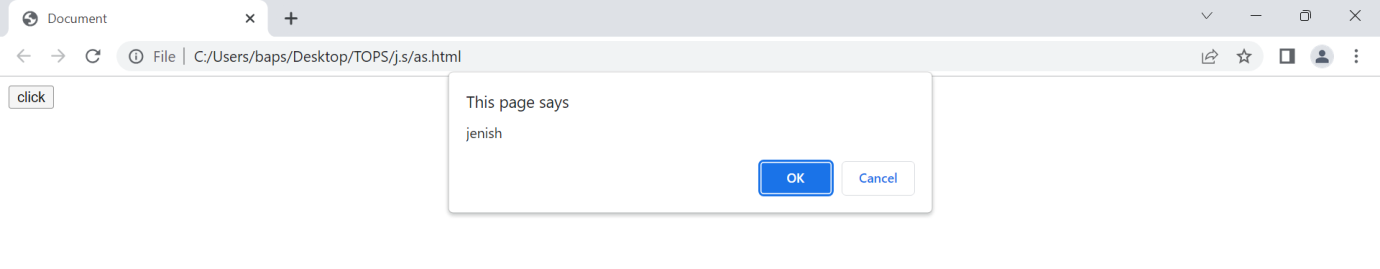 Document
File C:/Users/baps/Desktop/TOPS/j.s/as.html
click
This page says
jenish
OK Cancel